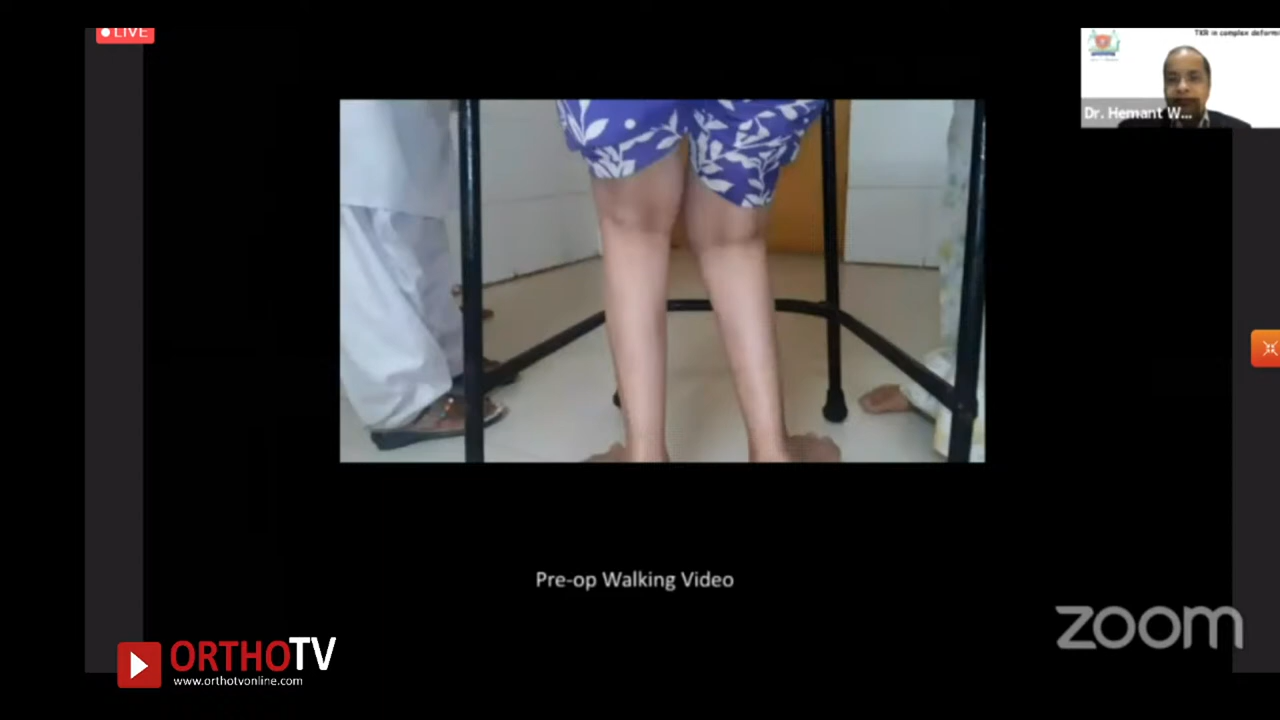 LIVE
TKR in complex deformi
Dr. Hemant W...
Pre-op Walking Video
zoom
ORTHOTV
www.orthotvonline.com